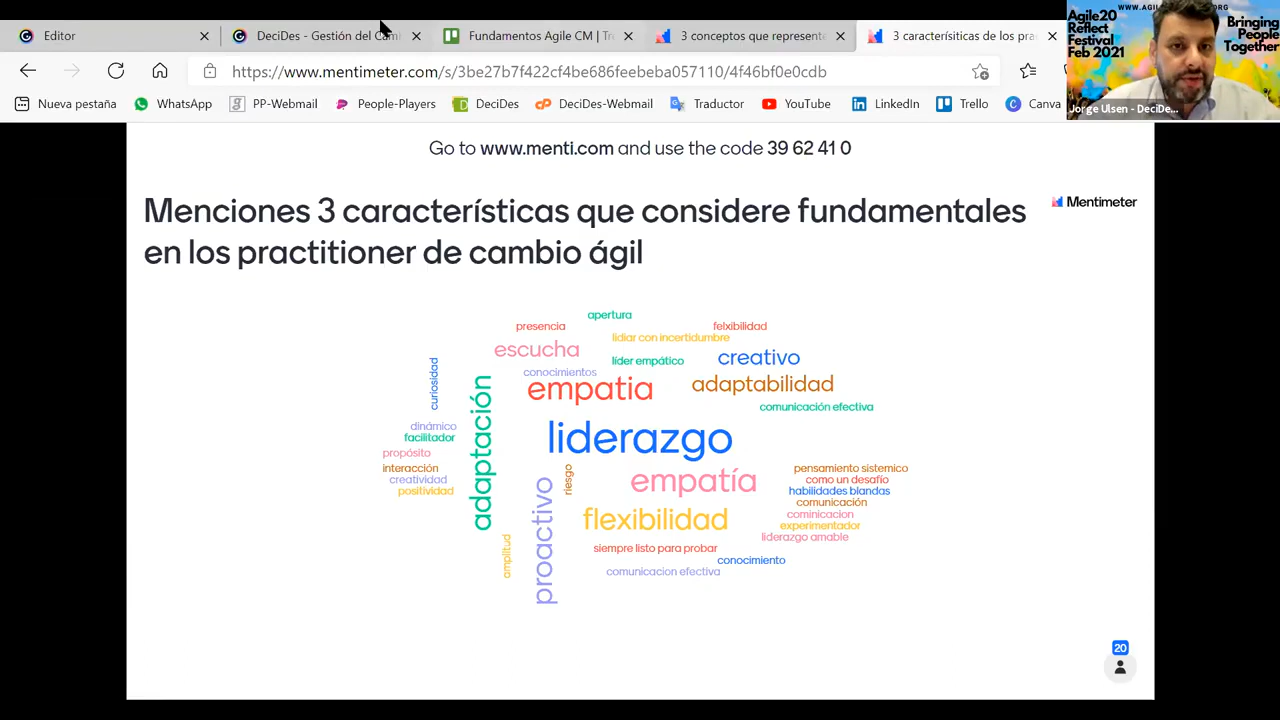 Editor
DeciDes - Gestión del Cam
Fundamentos Agile CM | Tre
3 conceptos que represente
3 caraterísiticas de los pra
https://www.mentimeter.com/s/3be27b7f422cf4be686feebeba057110/4f46bf0e0cdb
Nueva pestaña
WhatsApp
PP-Webmail
People-Players
DeciDes
DeciDes-Webmail
Traductor
YouTube
LinkedIn
Trello
Canva
Agile20
Reflect
Festival
Feb 2021
Bringing
People
Together
Jorge Ulsen - DeciDe...
Go to www.menti.com and use the code 39 62 41 0
Menciones 3 características que considere fundamentales
en los practitioner de cambio ágil
Mentimeter
apertura
presencia
felxibilidad
lidiar con incertidumbre
escucha
creativo
líder empático
conocimientos
curiosidad
empatia
adaptabilidad
adaptación
comunicación efectiva
dinámico
facilitador
liderazgo
propósito
interacción
creatividad
positividad
riesgo
empatía
pensamiento sistemico
como un desafío
habilidades blandas
comunicación
cominicacion
experimentador
liderazgo amable
proactivo
flexibilidad
amplitud
siempre listo para probar
conocimiento
comunicacion efectiva
20